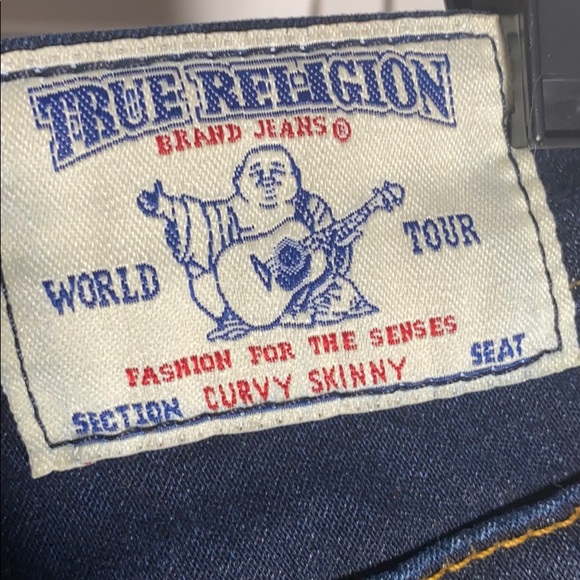 TRUE RELIGION
BRAND JEANS®
WORLD TOUR
FASHION FOR THE SENSES
SECTION CURVY SKINNY SEAT